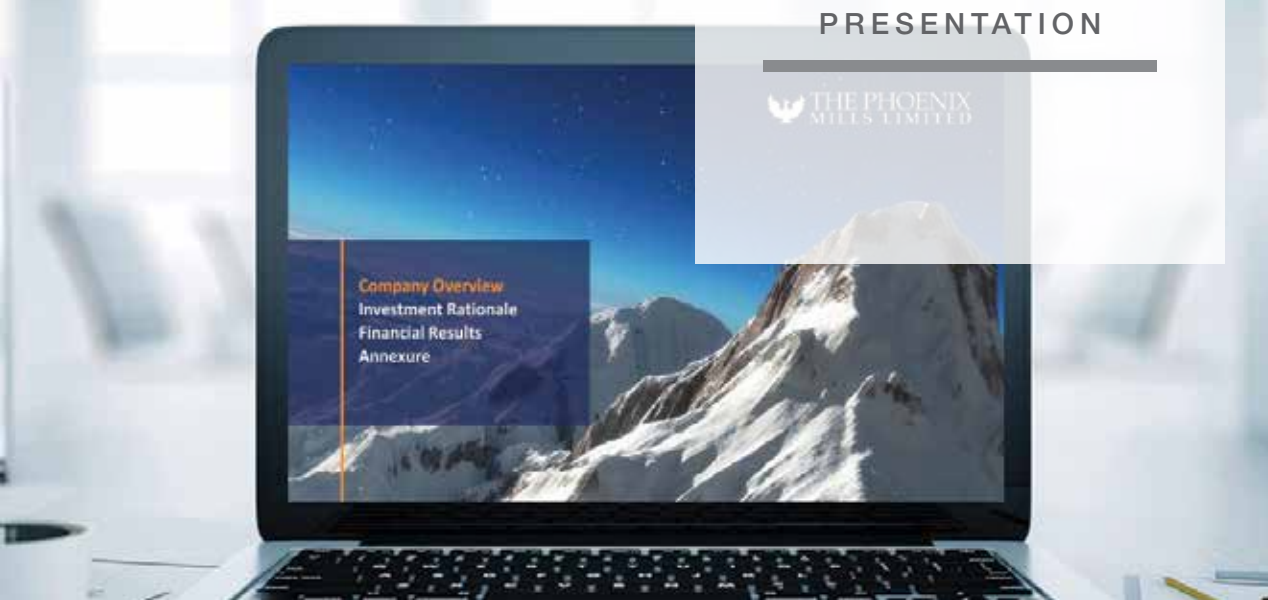 PRESENTATION
THE PHOENIX
MILLS LIMITED
Company Overview
Investment Rationale
Financial Results
Annexure